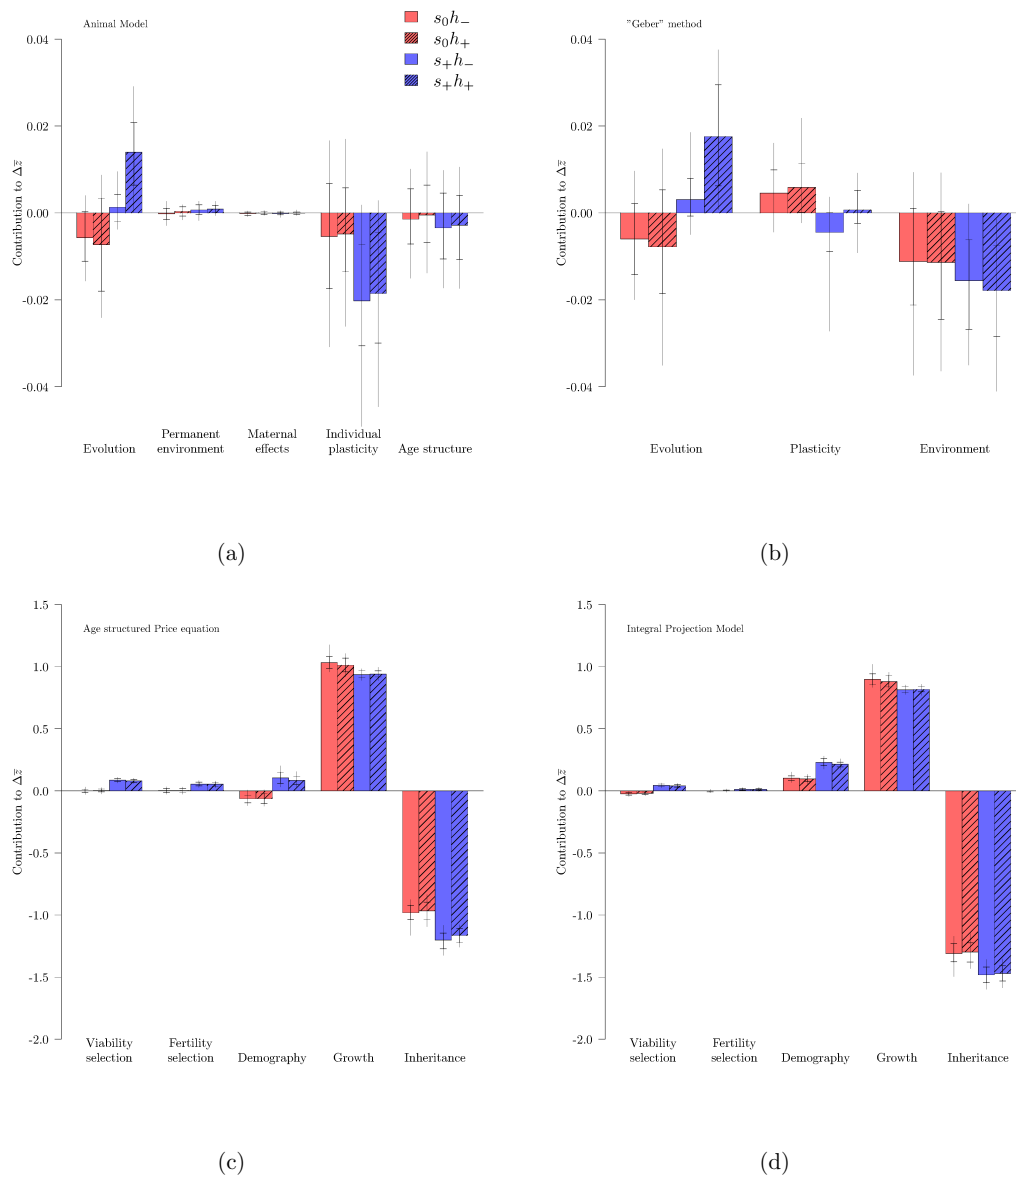 Animal Model
s₀h₋
s₀h₊
s₊h₋
s₊h₊
0.04
0.02
0.00
-0.02
-0.04
Contribution to Δz̅
Evolution
Permanent environment
Maternal effects
Individual plasticity
Age structure
(a)
"Geber" method
0.04
0.02
0.00
-0.02
-0.04
Contribution to Δz̅
Evolution
Plasticity
Environment
(b)
Age structured Price equation
1.5
1.0
0.5
0.0
-0.5
-1.0
-1.5
-2.0
Contribution to Δz̅
Viability selection
Fertility selection
Demography
Growth
Inheritance
(c)
Integral Projection Model
1.5
1.0
0.5
0.0
-0.5
-1.0
-1.5
-2.0
Contribution to Δz̅
Viability selection
Fertility selection
Demography
Growth
Inheritance
(d)